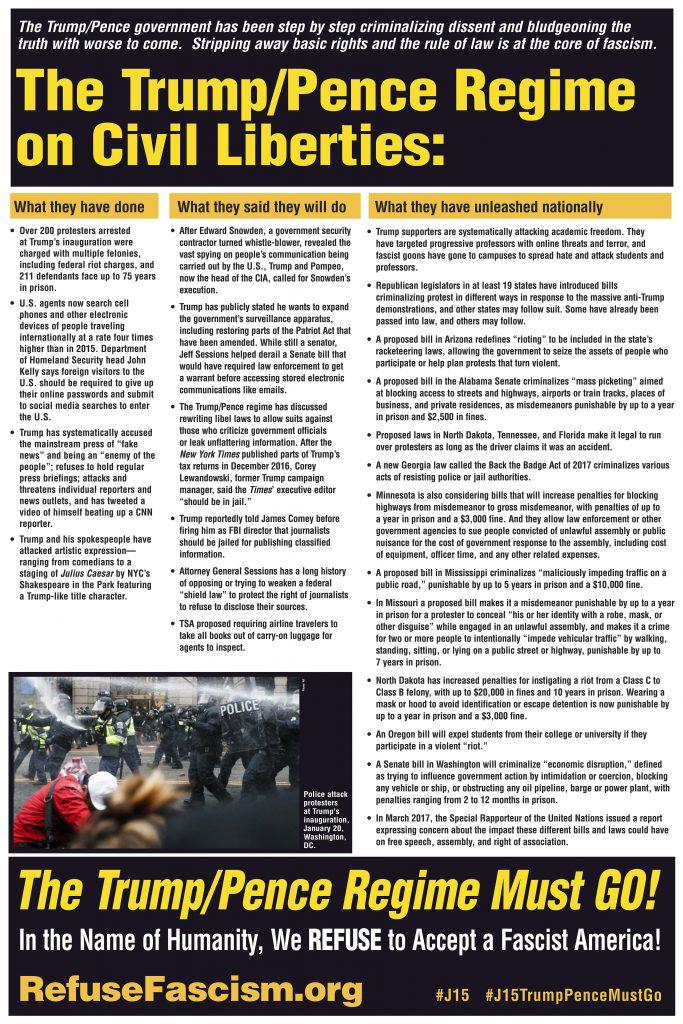 The Trump/Pence government has been step by step criminalizing dissent and bludgeoning the
truth with worse to come. Stripping away basic rights and the rule of law is at the core of fascism.
The Trump/Pence Regime
on Civil Liberties:
What they have done
• Over 200 protesters arrested
at Trump's inauguration were
charged with multiple felonies,
including federal riot charges, and
211 defendants face up to 75 years
in prison.
• U.S. agents now search cell
phones and other electronic
devices of people traveling
internationally at a rate four times
higher than in 2015. Department
of Homeland Security head John
Kelly says foreign visitors to the
U.S. should be required to give up
their online passwords and submit
to social media searches to enter
the U.S.
• Trump has systematically accused
the mainstream press of "fake
news" and being an "enemy of the
people"; refuses to hold regular
press briefings; attacks and
threatens individual reporters and
news outlets, and has tweeted a
video of himself beating up a CNN
reporter.
• Trump and his spokespeople have
attacked artistic expression—
ranging from comedians to a
staging of Julius Caesar by NYC's
Shakespeare in the Park featuring
a Trump-like title character.
What they said they will do
• After Edward Snowden, a government security
contractor turned whistle-blower, revealed the
vast spying on people's communication being
carried out by the U.S., Trump and Pompeo,
now the head of the CIA, called for Snowden's
execution.
• Trump has publicly stated he wants to expand
the government's surveillance apparatus,
including restoring parts of the Patriot Act that
have been amended. While still a senator,
Jeff Sessions helped derail a Senate bill that
would have required law enforcement to get
a warrant before accessing stored electronic
communications like emails.
• The Trump/Pence regime has discussed
rewriting libel laws to allow suits against
those who criticize government officials
or leak unflattering information. After the
New York Times published parts of Trump's
tax returns in December 2016, Corey
Lewandowski, former Trump campaign
manager, said the Times' executive editor
"should be in jail."
• Trump reportedly told James Comey before
firing him as FBI director that journalists
should be jailed for publishing classified
information.
• Attorney General Sessions has a long history
of opposing or trying to weaken a federal
"shield law" to protect the right of journalists
to refuse to disclose their sources.
• TSA proposed requiring airline travelers to
take all books out of carry-on luggage for
agents to inspect.
What they have unleashed nationally
• Trump supporters are systematically attacking academic freedom. They
have targeted progressive professors with online threats and terror, and
fascist goons have gone to campuses to spread hate and attack students and
professors.
• Republican legislators in at least 19 states have introduced bills
criminalizing protest in different ways in response to the massive anti-Trump
demonstrations, and other states may follow suit. Some have already been
passed into law, and others may follow.
• A proposed bill in Arizona redefines "rioting" to be included in the state's
racketeering laws, allowing the government to seize the assets of people who
participate or help plan protests that turn violent.
• A proposed bill in the Alabama Senate criminalizes "mass picketing" aimed
at blocking access to streets and highways, airports or train tracks, places of
business, and private residences, as misdemeanors punishable by up to a year
in prison and $2,500 in fines.
• Proposed laws in North Dakota, Tennessee, and Florida make it legal to run
over protesters as long as the driver claims it was an accident.
• A new Georgia law called the Back the Badge Act of 2017 criminalizes various
acts of resisting police or jail authorities.
• Minnesota is also considering bills that will increase penalties for blocking
highways from misdemeanor to gross misdemeanor, with penalties of up to
a year in prison and a $3,000 fine. And they allow law enforcement or other
government agencies to sue people convicted of unlawful assembly or public
nuisance for the cost of government response to the assembly, including cost
of equipment, officer time, and any other related expenses.
• A proposed bill in Mississippi criminalizes "maliciously impeding traffic on a
public road," punishable by up to 5 years in prison and a $10,000 fine.
• In Missouri a proposed bill makes it a misdemeanor punishable by up to a year
in prison for a protester to conceal "his or her identity with a robe, mask, or
other disguise" while engaged in an unlawful assembly, and makes it a crime
for two or more people to intentionally "impede vehicular traffic" by walking,
standing, sitting, or lying on a public street or highway, punishable by up to
7 years in prison.
• North Dakota has increased penalties for instigating a riot from a Class C to
Class B felony, with up to $20,000 in fines and 10 years in prison. Wearing a
mask or hood to avoid identification or escape detention is now punishable by
up to a year in prison and a $3,000 fine.
• An Oregon bill will expel students from their college or university if they
participate in a violent "riot."
• A Senate bill in Washington will criminalize "economic disruption," defined
as trying to influence government action by intimidation or coercion, blocking
any vehicle or ship, or obstructing any oil pipeline, barge or power plant, with
penalties ranging from 2 to 12 months in prison.
• In March 2017, the Special Rapporteur of the United Nations issued a report
expressing concern about the impact these different bills and laws could have
on free speech, assembly, and right of association.
POLICE
Police attack
protesters
at Trump's
inauguration,
January 20,
Washington,
DC.
The Trump/Pence Regime Must GO!
In the Name of Humanity, We REFUSE to Accept a Fascist America!
RefuseFascism.org
#J15 #J15TrumpPenceMustGo